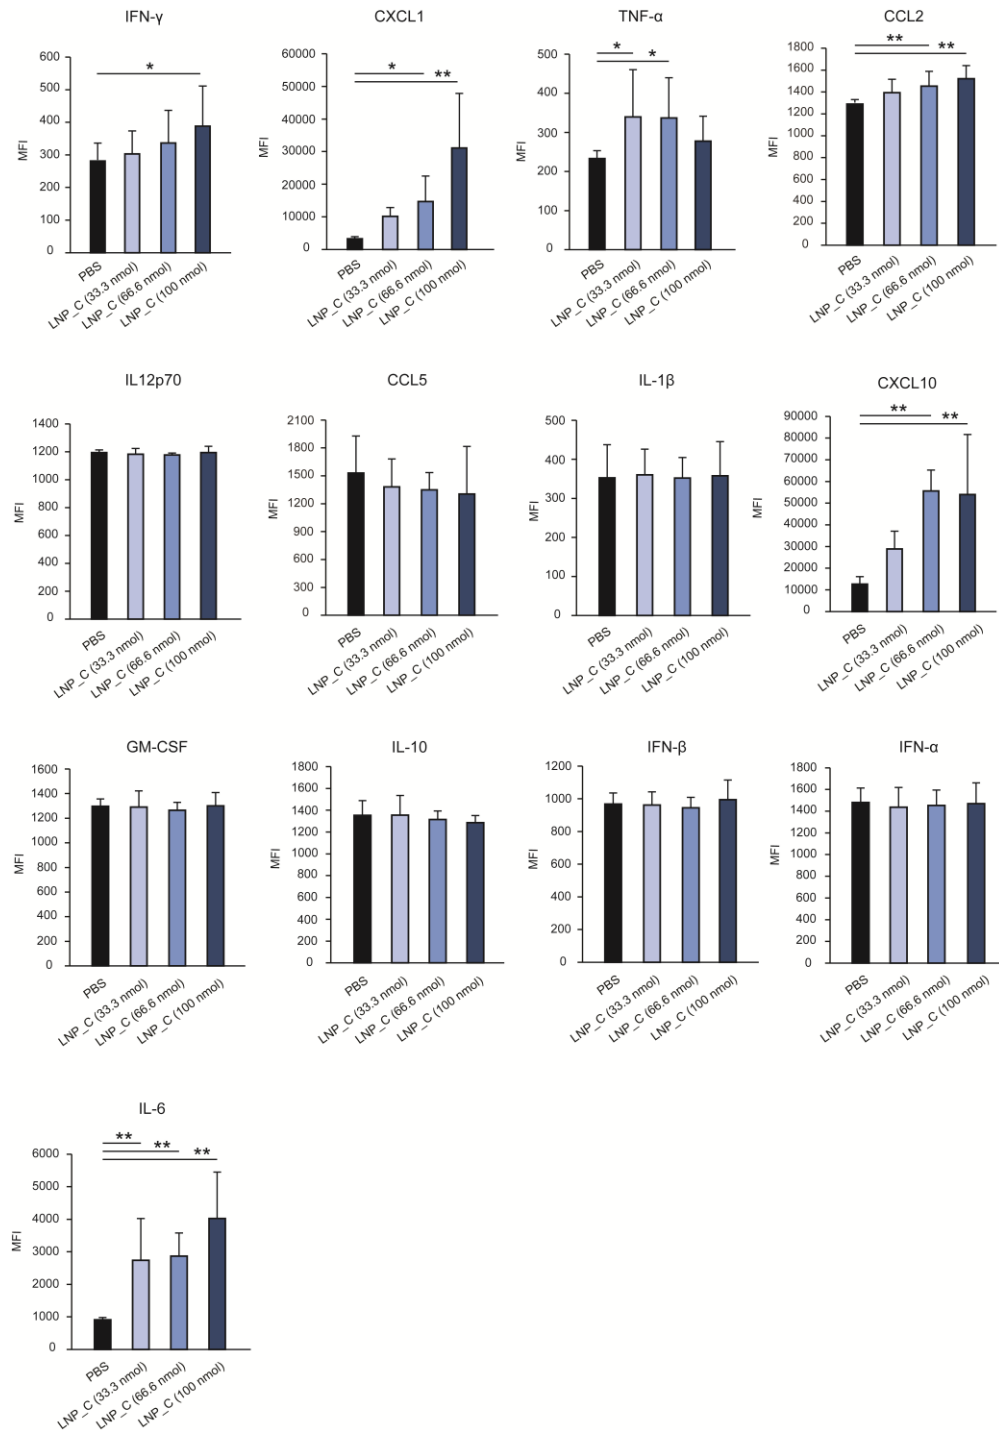 IFN-γ
600
500
400
300
200
100
0
MFI
*
PBS
LNP_C (33.3 nmol)
LNP_C (66.6 nmol)
LNP_C (100 nmol)
CXCL1
60000
50000
40000
30000
20000
10000
0
MFI
*
**
PBS
LNP_C (33.3 nmol)
LNP_C (66.6 nmol)
LNP_C (100 nmol)
TNF-α
500
400
300
200
100
0
MFI
*
*
PBS
LNP_C (33.3 nmol)
LNP_C (66.6 nmol)
LNP_C (100 nmol)
CCL2
1800
1600
1400
1200
1000
800
600
400
200
0
MFI
**
**
PBS
LNP_C (33.3 nmol)
LNP_C (66.6 nmol)
LNP_C (100 nmol)
IL12p70
1400
1200
1000
800
600
400
200
0
MFI
PBS
LNP_C (33.3 nmol)
LNP_C (66.6 nmol)
LNP_C (100 nmol)
CCL5
2100
1800
1500
1200
900
600
300
0
MFI
PBS
LNP_C (33.3 nmol)
LNP_C (66.6 nmol)
LNP_C (100 nmol)
IL-1β
500
400
300
200
100
0
MFI
PBS
LNP_C (33.3 nmol)
LNP_C (66.6 nmol)
LNP_C (100 nmol)
CXCL10
90000
80000
70000
60000
50000
40000
30000
20000
10000
0
MFI
**
**
PBS
LNP_C (33.3 nmol)
LNP_C (66.6 nmol)
LNP_C (100 nmol)
GM-CSF
1600
1400
1200
1000
800
600
400
200
0
MFI
PBS
LNP_C (33.3 nmol)
LNP_C (66.6 nmol)
LNP_C (100 nmol)
IL-10
1800
1600
1400
1200
1000
800
600
400
200
0
MFI
PBS
LNP_C (33.3 nmol)
LNP_C (66.6 nmol)
LNP_C (100 nmol)
IFN-β
1200
1000
800
600
400
200
0
MFI
PBS
LNP_C (33.3 nmol)
LNP_C (66.6 nmol)
LNP_C (100 nmol)
IFN-α
1800
1600
1400
1200
1000
800
600
400
200
0
MFI
PBS
LNP_C (33.3 nmol)
LNP_C (66.6 nmol)
LNP_C (100 nmol)
IL-6
6000
5000
4000
3000
2000
1000
0
MFI
**
**
**
PBS
LNP_C (33.3 nmol)
LNP_C (66.6 nmol)
LNP_C (100 nmol)